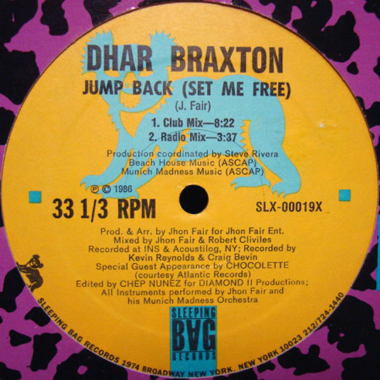 DHAR BRAXTON
JUMP BACK (SET ME FREE)
(J. Fair)
1. Club Mix—8:22
2. Radio Mix—3:37
Production coordinated by Steve Rivera
Beach House Music (ASCAP)
Munich Madness Music (ASCAP)
℗ © 1986
33 1/3 RPM
SLX-00019X
Prod. & Arr. by Jhon Fair for Jhon Fair Ent.
Mixed by Jhon Fair & Robert Cliviles
Recorded at INS & Acoustilog, NY; Recorded by
Kevin Reynolds & Craig Bevin
Special Guest Appearance by CHOCOLETTE
(courtesy Atlantic Records)
Edited by CHEP NUNEZ for DIAMOND II Productions;
All Instruments performed by Jhon Fair and
his Munich Madness Orchestra
SLEEPING
BAG
RECORDS
SLEEPING BAG RECORDS 1974 BROADWAY NEW YORK, NEW YORK 10023 212/724-1440